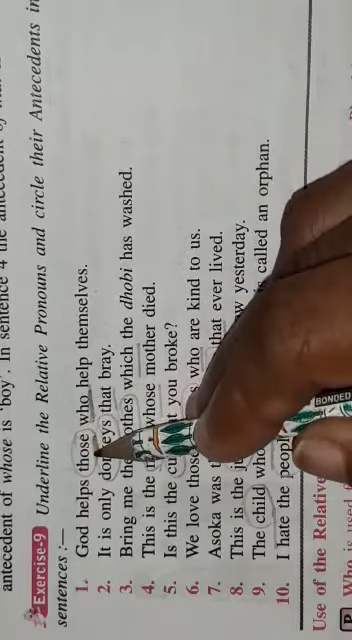 antecedent of whose is 'boy'. In sentence 4 the antecedent of that
Exercise-9 Underline the Relative Pronouns and circle their Antecedents in
sentences :—
1. God helps those who help themselves.
2. It is only that bray.
3. Bring me the which the dhobi has washed.
4. This is the whose mother died.
5. Is this the you broke?
6. We love those who are kind to us.
7. Asoka was that ever lived.
8. This is the yesterday.
9. The child called an orphan.
10. I hate the
Use of the Relative
Who is used
BONDED